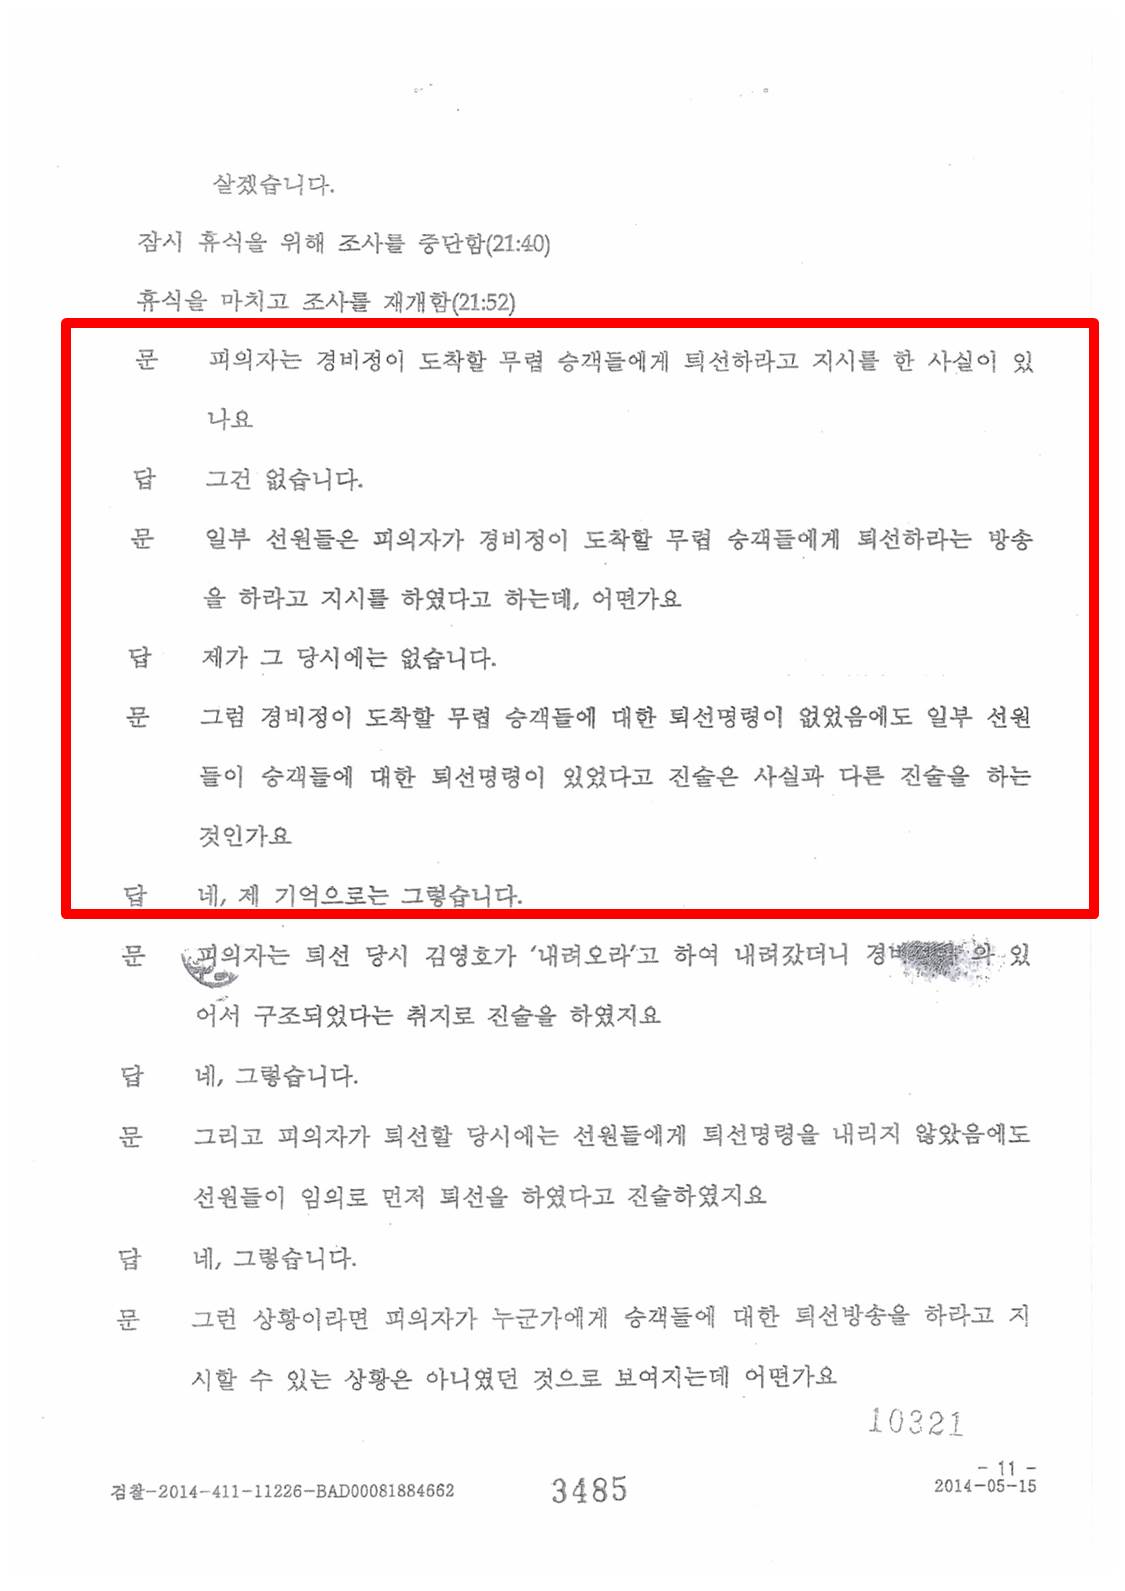 살겠습니다.
잠시 휴식을 위해 조사를 중단함(21:40)
휴식을 마치고 조사를 재개함(21:52)
문 피의자는 경비정이 도착할 무렵 승객들에게 퇴선하라고 지시를 한 사실이 있
나요
답 그건 없습니다.
문 일부 선원들은 피의자가 경비정이 도착할 무렵 승객들에게 퇴선하라는 방송
을 하라고 지시를 하였다고 하는데, 어떤가요
답 제가 그 당시에는 없습니다.
문 그럼 경비정이 도착할 무렵 승객들에 대한 퇴선명령이 없었음에도 일부 선원
들이 승객들에 대한 퇴선명령이 있었다고 진술은 사실과 다른 진술을 하는
것인가요
답 네, 제 기억으로는 그렇습니다.
문 피의자는 퇴선 당시 김영호가 '내려오라'고 하여 내려갔더니 있
어서 구조되었다는 취지로 진술을 하였지요
답 네, 그렇습니다.
문 그리고 피의자가 퇴선할 당시에는 선원들에게 퇴선명령을 내리지 않았음에도
선원들이 임의로 먼저 퇴선을 하였다고 진술하였지요
답 네, 그렇습니다.
문 그런 상황이라면 피의자가 누군가에게 승객들에 대한 퇴선방송을 하라고 지
시할 수 있는 상황은 아니였던 것으로 보여지는데 어떤가요
10321
- 11 -
검찰-2014-411-11226-BAD00081884662 3485 2014-05-15